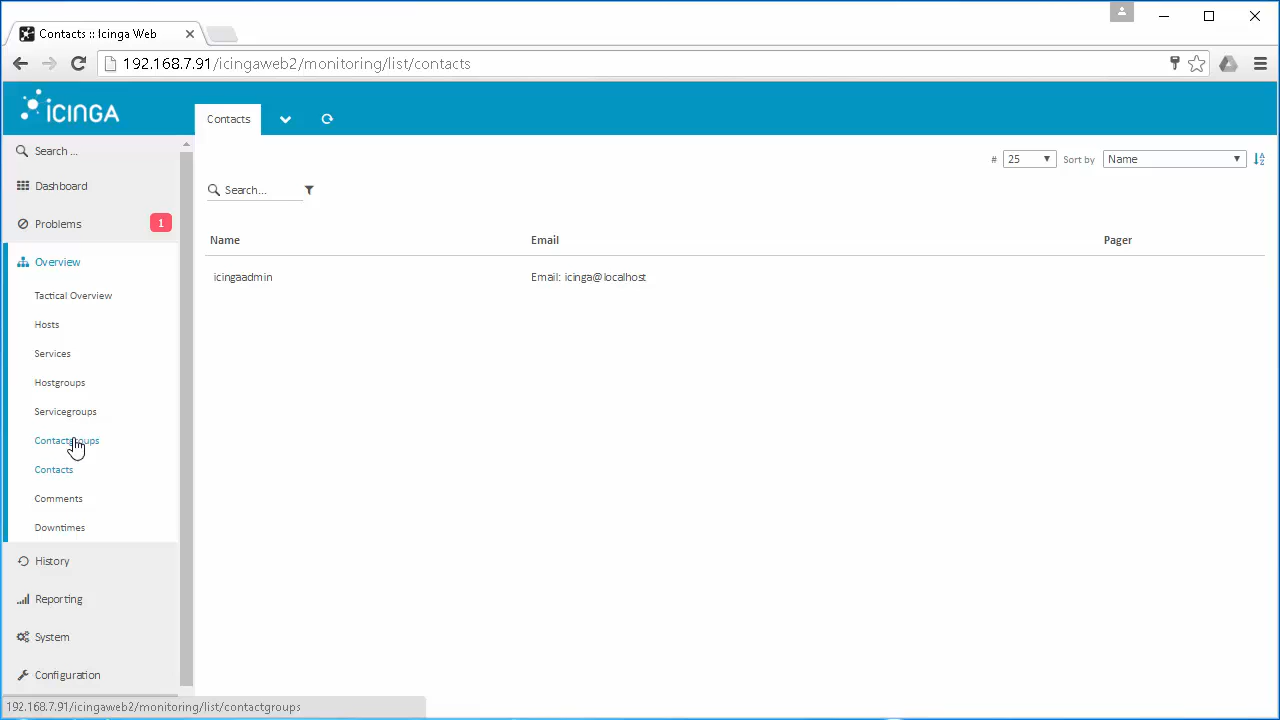 Contacts :: Icinga Web
192.168.7.91/icingaweb2/monitoring/list/contacts
iCINGA
Contacts
Search ...
# 25 Sort by Name
Dashboard
Search...
Problems 1
Name Email Pager
Overview
icingaadmin Email: icinga@localhost
Tactical Overview
Hosts
Services
Hostgroups
Servicegroups
Contactgroups
Contacts
Comments
Downtimes
History
Reporting
System
Configuration
192.168.7.91/icingaweb2/monitoring/list/contactgroups